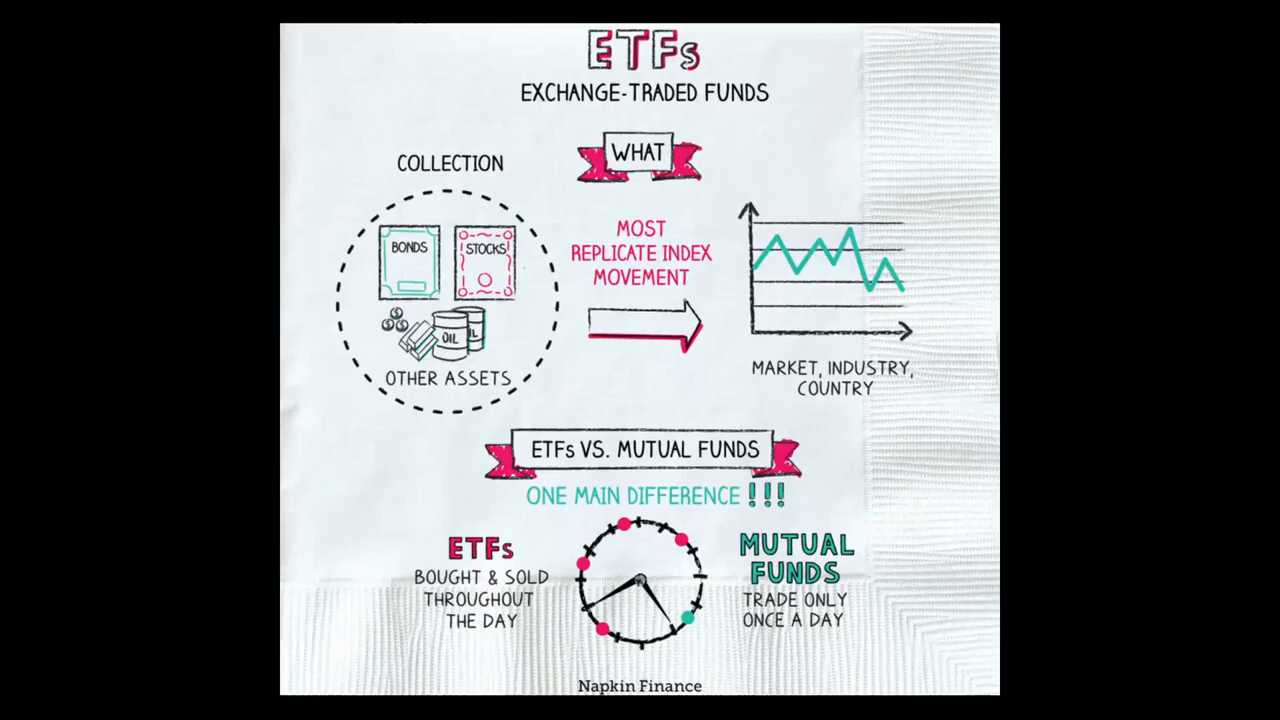 ETFs
EXCHANGE-TRADED FUNDS
WHAT
COLLECTION
BONDS
STOCKS
OIL
IL
OTHER ASSETS
MOST
REPLICATE INDEX
MOVEMENT
MARKET, INDUSTRY,
COUNTRY
ETFs VS. MUTUAL FUNDS
ONE MAIN DIFFERENCE !!!
ETFs
BOUGHT & SOLD
THROUGHOUT
THE DAY
MUTUAL
FUNDS
TRADE ONLY
ONCE A DAY
Napkin Finance